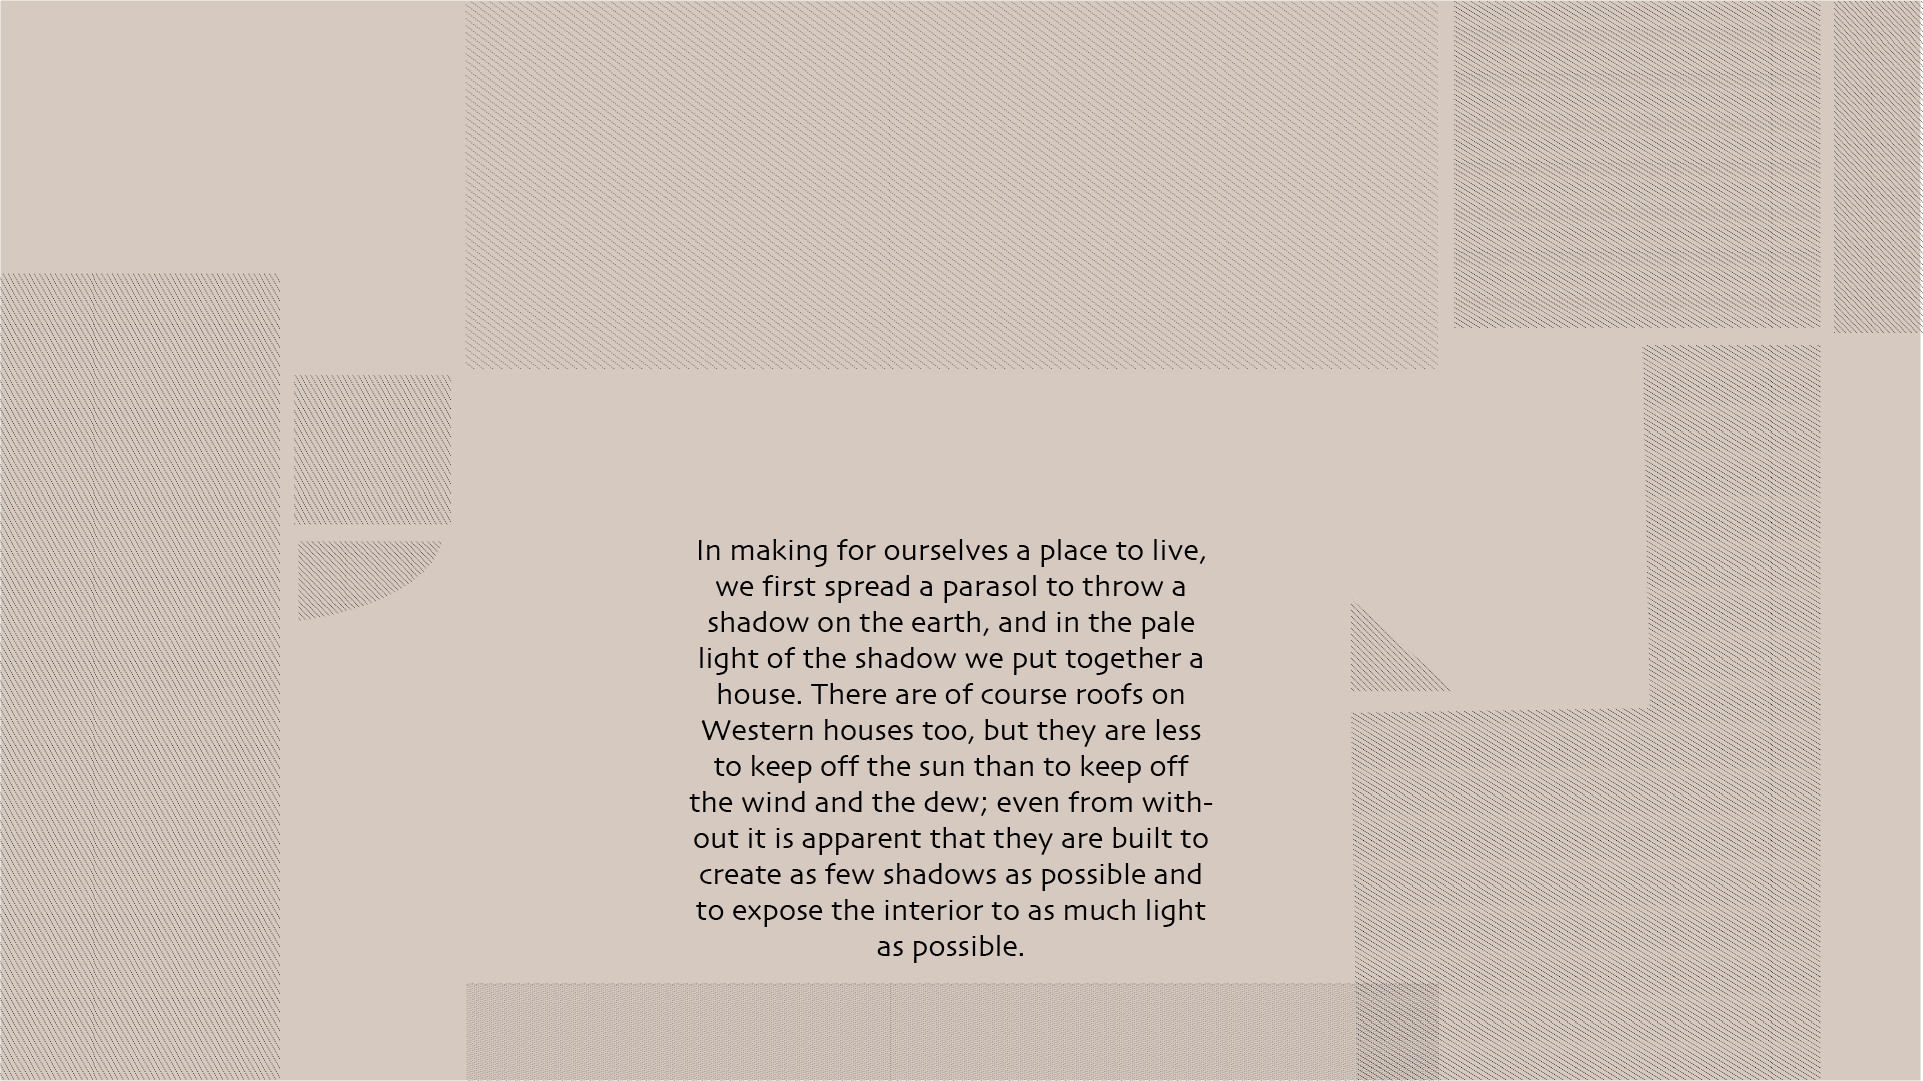 In making for ourselves a place to live,
we first spread a parasol to throw a
shadow on the earth, and in the pale
light of the shadow we put together a
house. There are of course roofs on
Western houses too, but they are less
to keep off the sun than to keep off
the wind and the dew; even from with-
out it is apparent that they are built to
create as few shadows as possible and
to expose the interior to as much light
as possible.